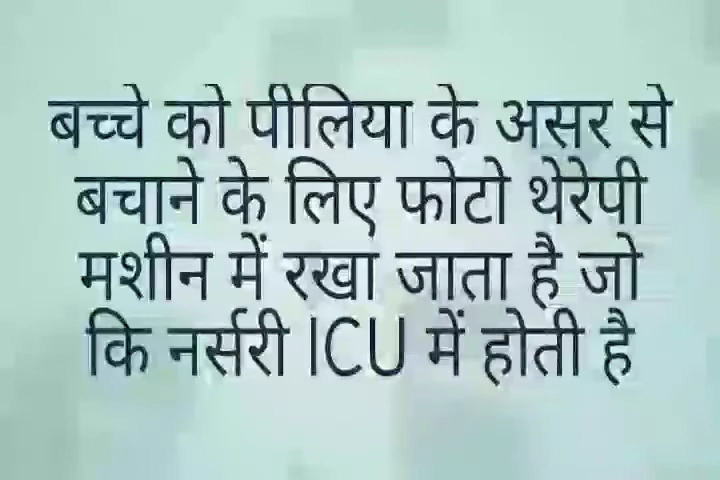 बच्चे को पीलिया के असर से
बचाने के लिए फोटो थेरेपी
मशीन में रखा जाता है जो
कि नर्सरी ICU में होती है